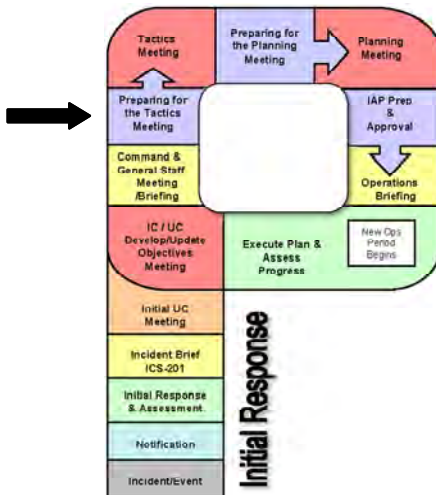 Tactics
Meeting
Preparing for
the Planning
Meeting
Planning
Meeting
Preparing for
the Tactics
Meeting
IAP Prep
&
Approval
Command &
General Staff
Meeting
/Briefing
Operations
Briefing
IC / UC
Develop/Update
Objectives
Meeting
Execute Plan &
Assess
Progress
New Ops
Period
Begins
Initial UC
Meeting
Incident Brief
ICS-201
Initial Response
& Assessment
Notification
Incident/Event
Initial Response